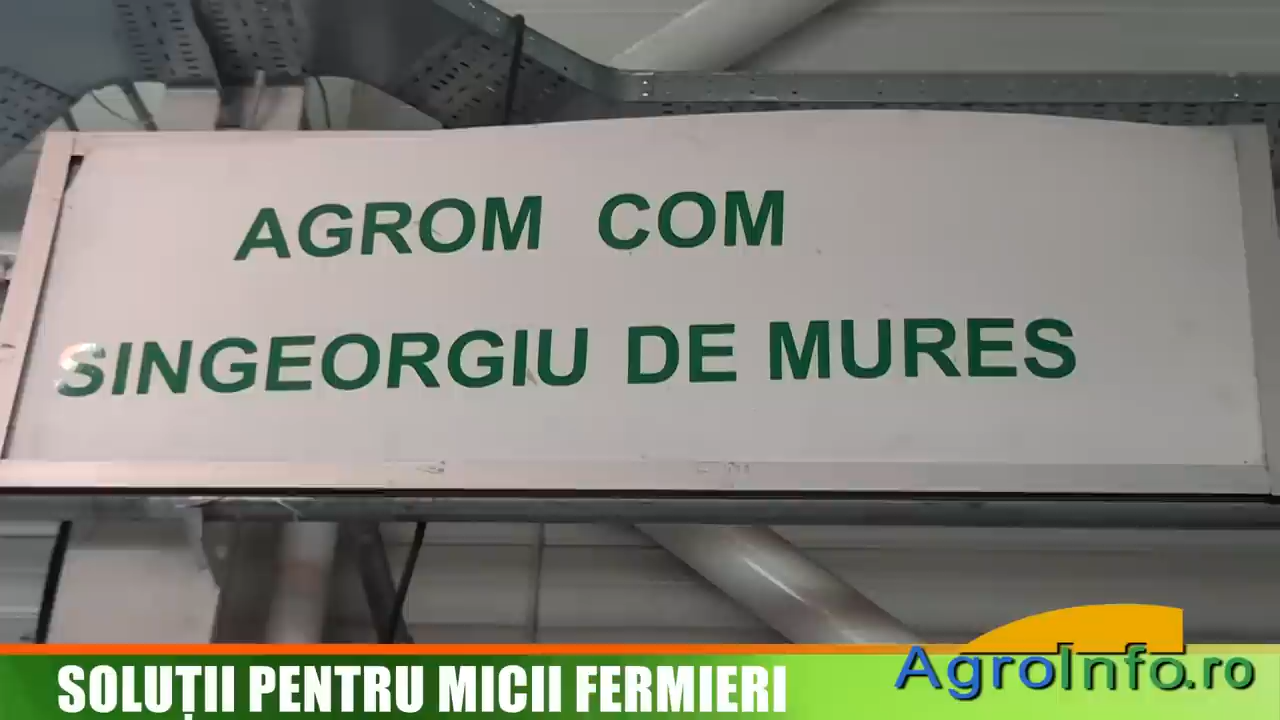 AGROM COM
SINGEORGIU DE MURES
SOLUȚII PENTRU MICII FERMIERI
AgroInfo.ro